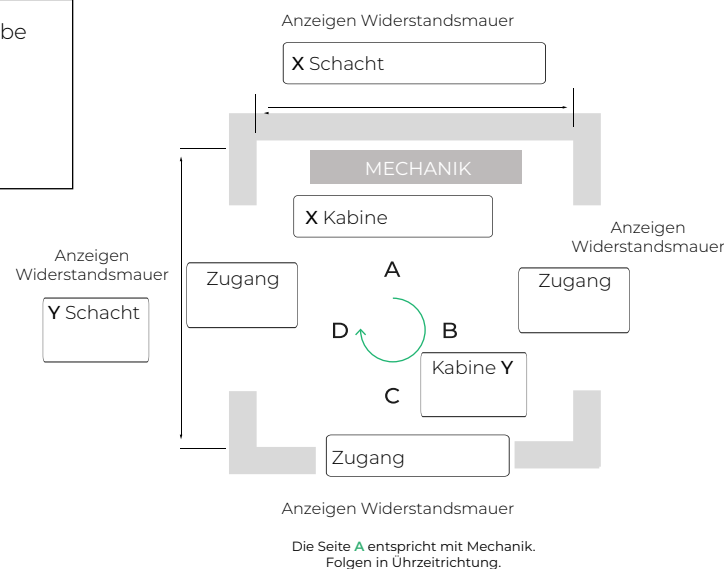 be
Anzeigen Widerstandsmauer
X Schacht
MECHANIK
X Kabine
Anzeigen
Widerstandsmauer
Anzeigen
Widerstandsmauer
Zugang
A
Zugang
Y Schacht
D
B
Kabine Y
C
Zugang
Anzeigen Widerstandsmauer
Die Seite A entspricht mit Mechanik.
Folgen in Ührzeitrichtung.